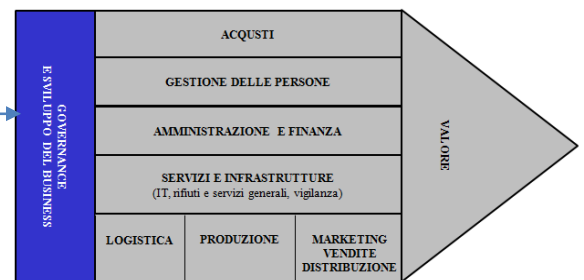 GOVERNANCE
E SVILUPPO DEL BUSINESS
ACQUSTI
GESTIONE DELLE PERSONE
AMMINISTRAZIONE E FINANZA
SERVIZI E INFRASTRUTTURE
(IT, rifiuti e servizi generali, vigilanza)
LOGISTICA
PRODUZIONE
MARKETING
VENDITE
DISTRIBUZIONE
VALORE